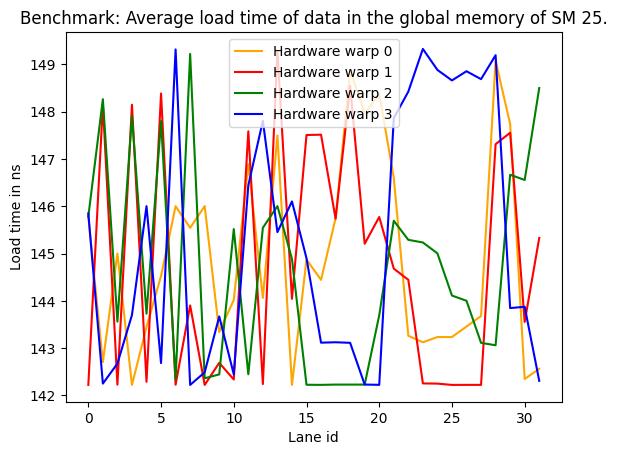 Benchmark: Average load time of data in the global memory of SM 25.
Hardware warp 0
Hardware warp 1
Hardware warp 2
Hardware warp 3
149
148
147
146
145
144
143
142
Load time in ns
0
5
10
15
20
25
30
Lane id